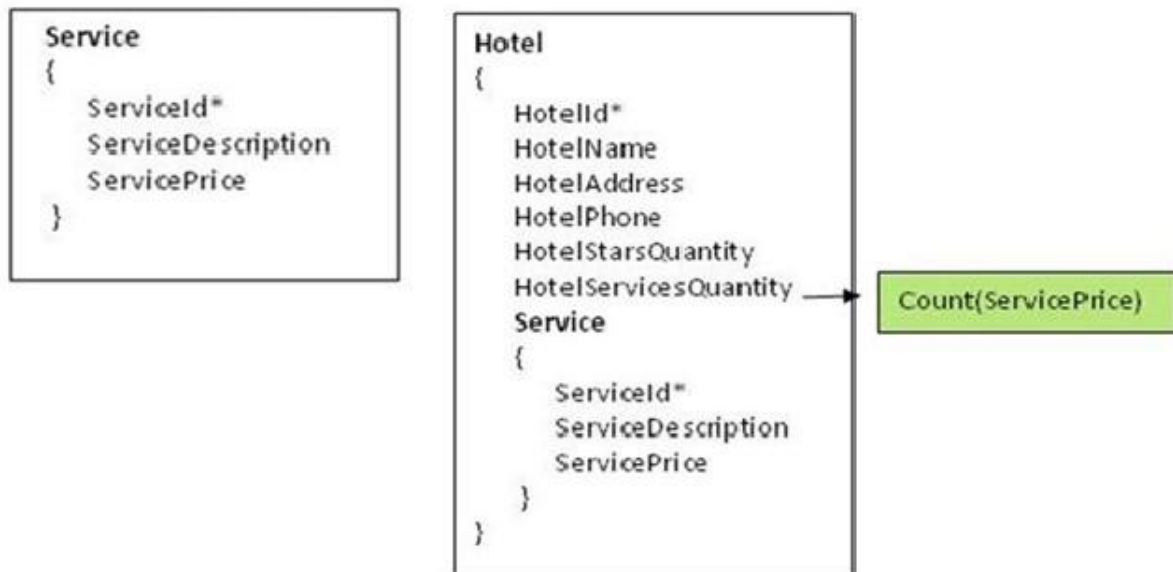 Service
{
ServiceId*
ServiceDescription
ServicePrice
}
Hotel
{
HotelId*
HotelName
HotelAddress
HotelPhone
HotelStarsQuantity
HotelServicesQuantity
Service
{
ServiceId*
ServiceDescription
ServicePrice
}
}
Count(ServicePrice)